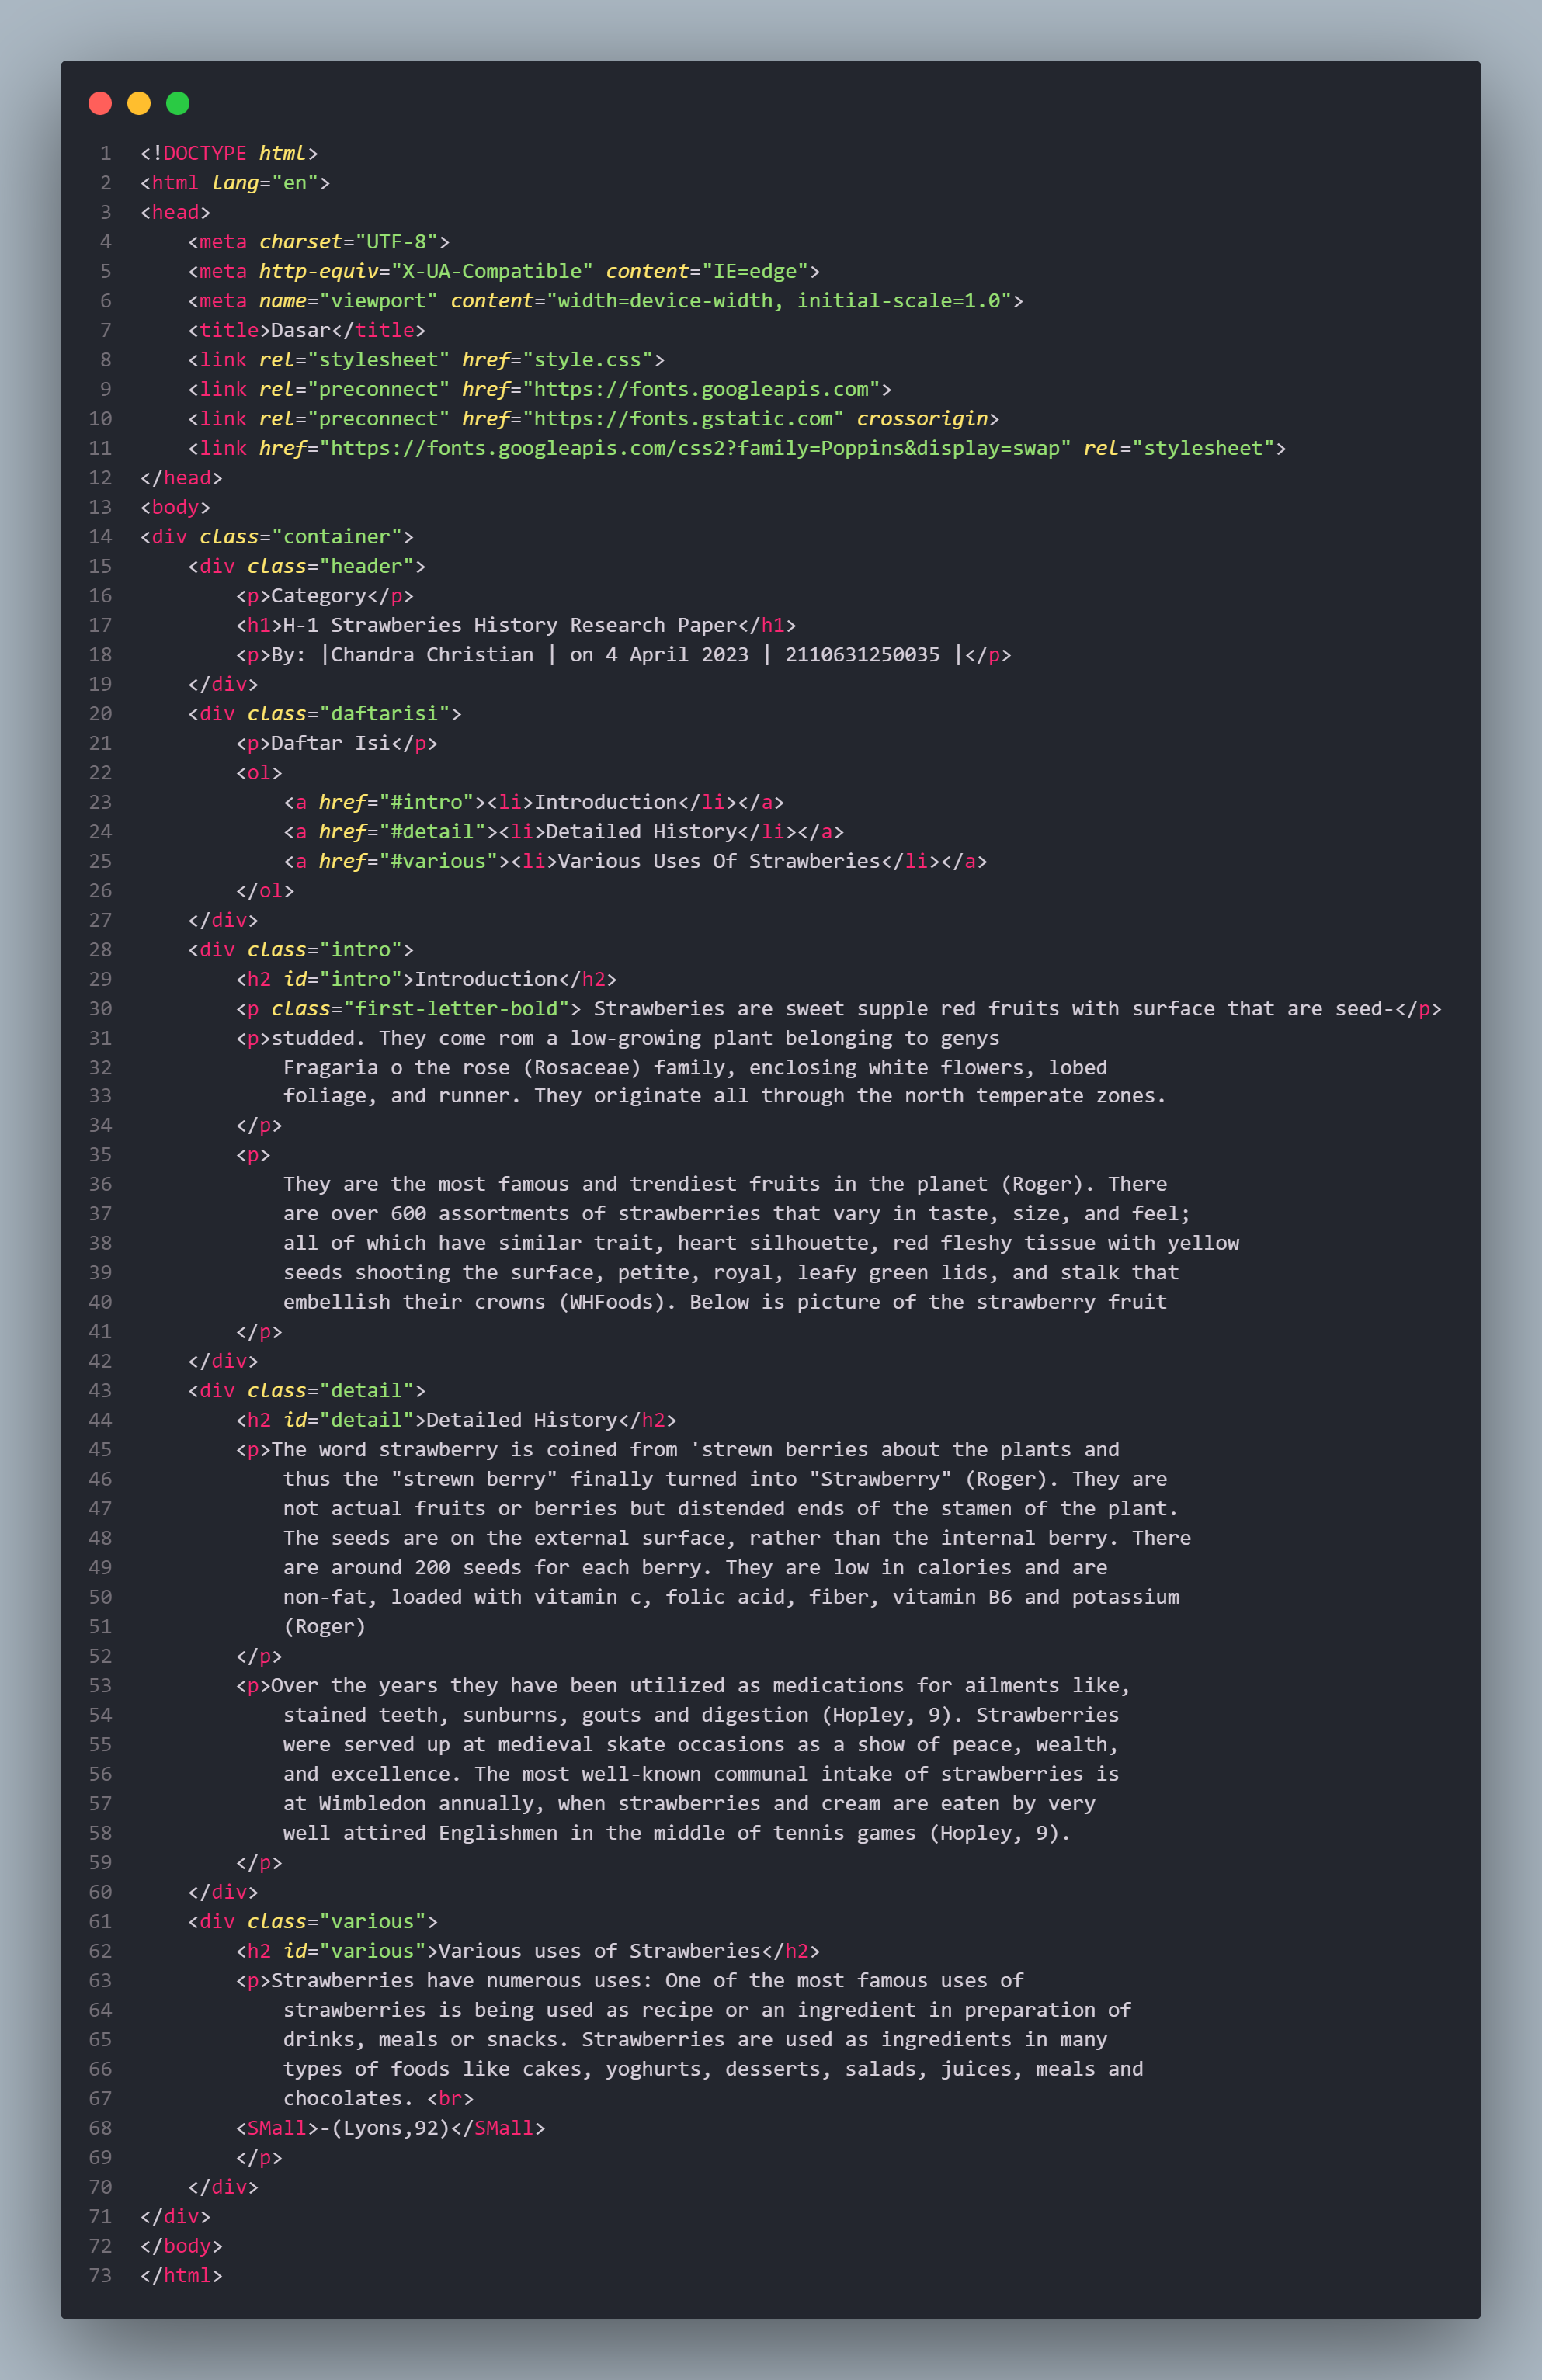 1 <!DOCTYPE html>
2 <html lang="en">
3 <head>
4     <meta charset="UTF-8">
5     <meta http-equiv="X-UA-Compatible" content="IE=edge">
6     <meta name="viewport" content="width=device-width, initial-scale=1.0">
7     <title>Dasar</title>
8     <link rel="stylesheet" href="style.css">
9     <link rel="preconnect" href="https://fonts.googleapis.com">
10     <link rel="preconnect" href="https://fonts.gstatic.com" crossorigin>
11     <link href="https://fonts.googleapis.com/css2?family=Poppins&display=swap" rel="stylesheet">
12 </head>
13 <body>
14 <div class="container">
15     <div class="header">
16         <p>Category</p>
17         <h1>H-1 Strawberies History Research Paper</h1>
18         <p>By: |Chandra Christian | on 4 April 2023 | 2110631250035 |</p>
19     </div>
20     <div class="daftarisi">
21         <p>Daftar Isi</p>
22         <ol>
23             <a href="#intro"><li>Introduction</li></a>
24             <a href="#detail"><li>Detailed History</li></a>
25             <a href="#various"><li>Various Uses Of Strawberies</li></a>
26         </ol>
27     </div>
28     <div class="intro">
29         <h2 id="intro">Introduction</h2>
30         <p class="first-letter-bold"> Strawberies are sweet supple red fruits with surface that are seed-</p>
31         <p>studded. They come rom a low-growing plant belonging to genys
32             Fragaria o the rose (Rosaceae) family, enclosing white flowers, lobed
33             foliage, and runner. They originate all through the north temperate zones.
34         </p>
35         <p>
36             They are the most famous and trendiest fruits in the planet (Roger). There
37             are over 600 assortments of strawberries that vary in taste, size, and feel;
38             all of which have similar trait, heart silhouette, red fleshy tissue with yellow
39             seeds shooting the surface, petite, royal, leafy green lids, and stalk that
40             embellish their crowns (WHFoods). Below is picture of the strawberry fruit
41         </p>
42     </div>
43     <div class="detail">
44         <h2 id="detail">Detailed History</h2>
45         <p>The word strawberry is coined from 'strewn berries about the plants and
46             thus the "strewn berry" finally turned into "Strawberry" (Roger). They are
47             not actual fruits or berries but distended ends of the stamen of the plant.
48             The seeds are on the external surface, rather than the internal berry. There
49             are around 200 seeds for each berry. They are low in calories and are
50             non-fat, loaded with vitamin c, folic acid, fiber, vitamin B6 and potassium
51             (Roger)
52         </p>
53         <p>Over the years they have been utilized as medications for ailments like,
54             stained teeth, sunburns, gouts and digestion (Hopley, 9). Strawberries
55             were served up at medieval skate occasions as a show of peace, wealth,
56             and excellence. The most well-known communal intake of strawberries is
57             at Wimbledon annually, when strawberries and cream are eaten by very
58             well attired Englishmen in the middle of tennis games (Hopley, 9).
59         </p>
60     </div>
61     <div class="various">
62         <h2 id="various">Various uses of Strawberies</h2>
63         <p>Strawberries have numerous uses: One of the most famous uses of
64             strawberries is being used as recipe or an ingredient in preparation of
65             drinks, meals or snacks. Strawberries are used as ingredients in many
66             types of foods like cakes, yoghurts, desserts, salads, juices, meals and
67             chocolates. <br>
68         <SMall>-(Lyons,92)</SMall>
69         </p>
70     </div>
71 </div>
72 </body>
73 </html>